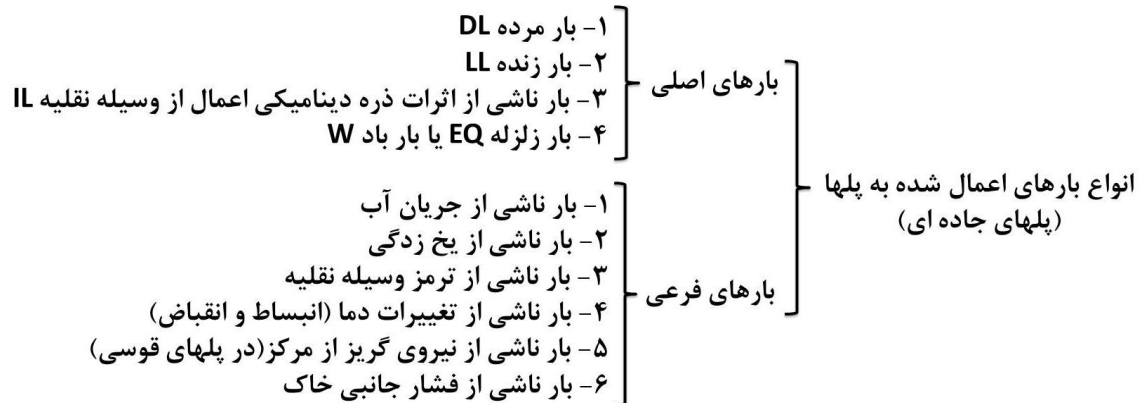 انواع بارهای اعمال شده به پلها
(پلهای جاده ای)
بارهای اصلی
۱- بار مرده DL
۲- بار زنده LL
۳- بار ناشی از اثرات ذره دینامیکی اعمال از وسیله نقلیه IL
۴- بار زلزله EQ یا بار باد W
بارهای فرعی
۱- بار ناشی از جریان آب
۲- بار ناشی از یخ زدگی
۳- بار ناشی از ترمز وسیله نقلیه
۴- بار ناشی از تغییرات دما (انبساط و انقباض)
۵- بار ناشی از نیروی گریز از مرکز(در پلهای قوسی)
۶- بار ناشی از فشار جانبی خاک